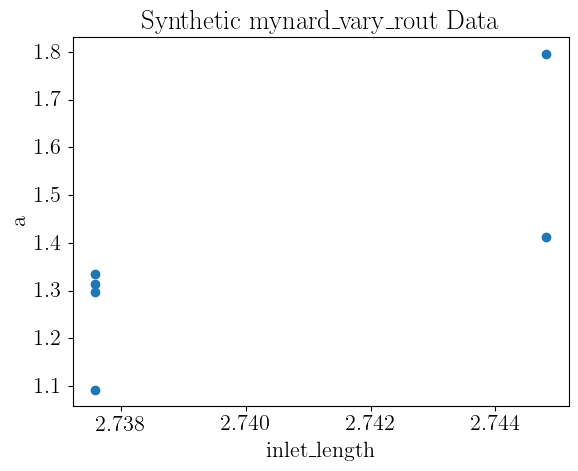 Synthetic mynard_vary_rout Data
1.8
1.7
1.6
1.5
1.4
1.3
1.2
1.1
a
2.738 2.740 2.742 2.744
inlet_length